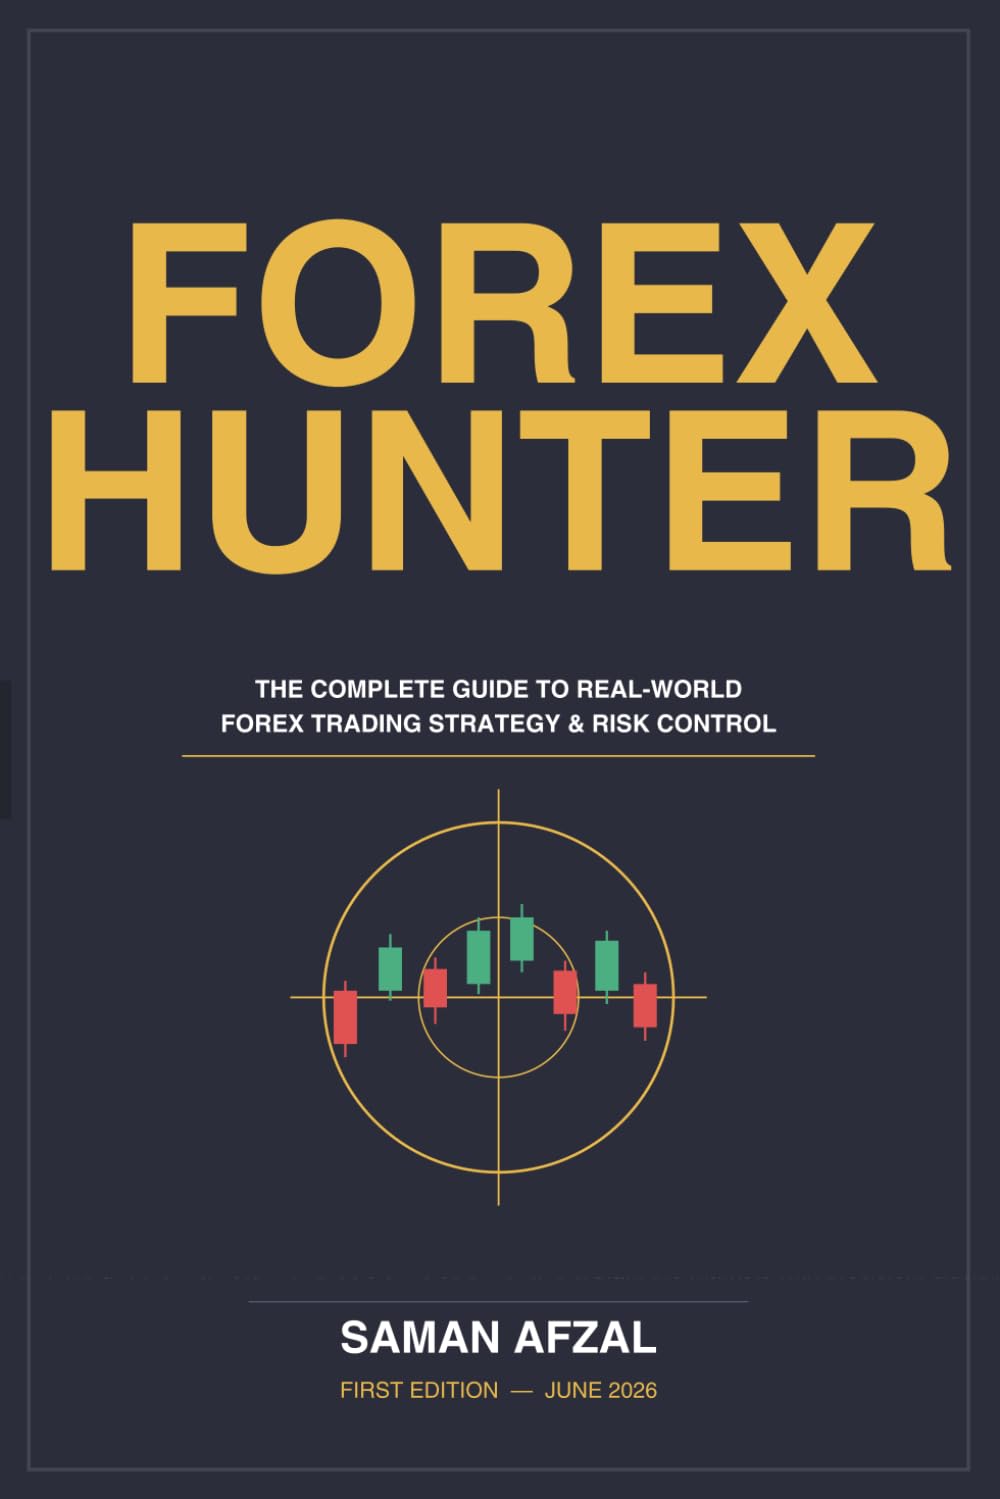 FOREX
HUNTER
THE COMPLETE GUIDE TO REAL-WORLD
FOREX TRADING STRATEGY & RISK CONTROL
SAMAN AFZAL
FIRST EDITION — JUNE 2026